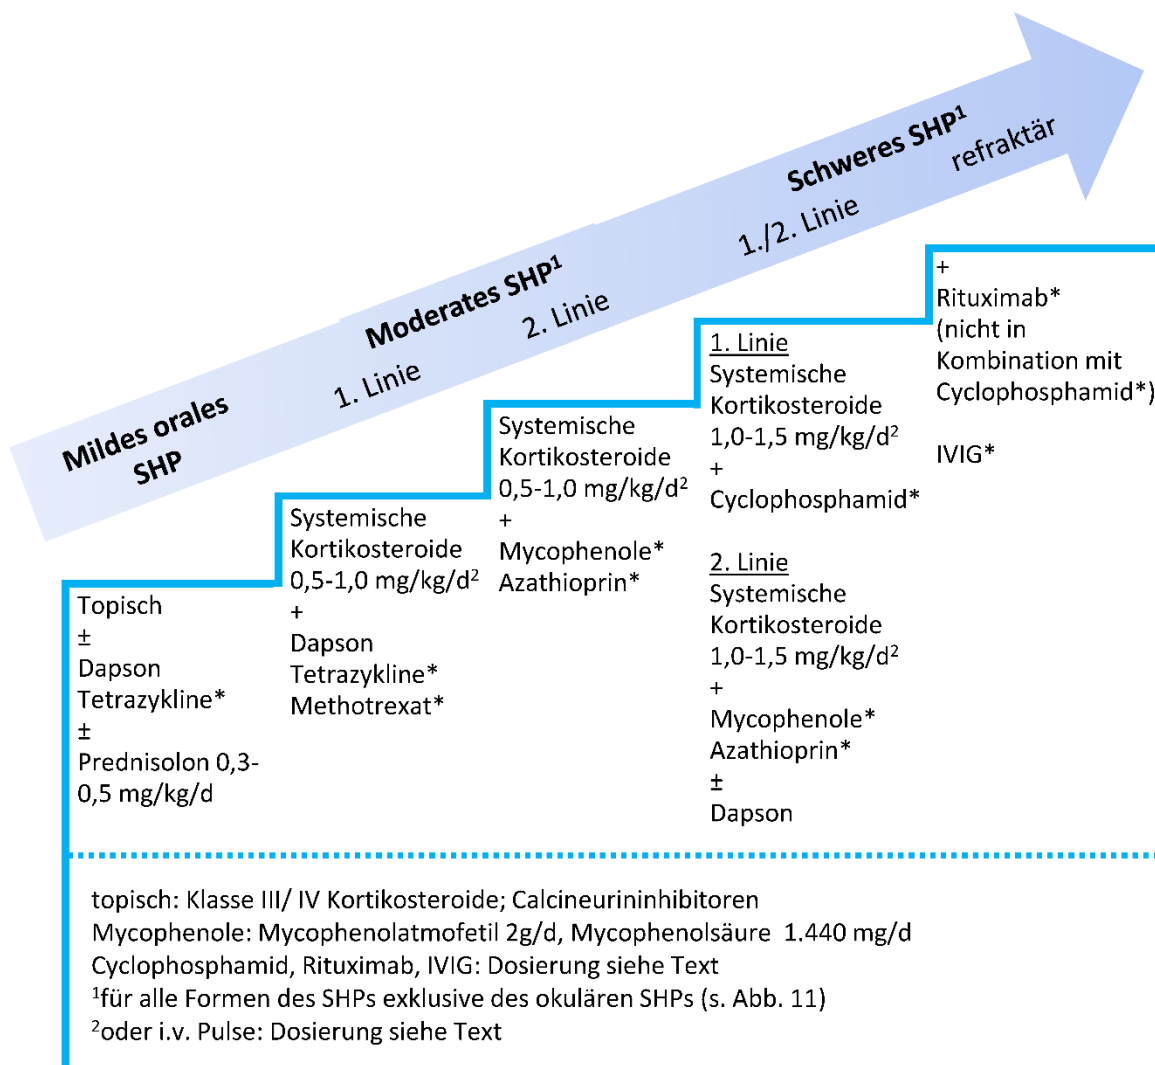 Mildes orales
SHP
Moderates SHP¹
1. Linie
2. Linie
Schweres SHP¹
1./2. Linie
refraktär
Topisch
±
Dapson
Tetrazykline*
±
Prednisolon 0,3-
0,5 mg/kg/d
Systemische
Kortikosteroide
0,5-1,0 mg/kg/d²
+
Dapson
Tetrazykline*
Methotrexat*
Systemische
Kortikosteroide
0,5-1,0 mg/kg/d²
+
Mycophenole*
Azathioprin*
1. Linie
Systemische
Kortikosteroide
1,0-1,5 mg/kg/d²
+
Cyclophosphamid*
2. Linie
Systemische
Kortikosteroide
1,0-1,5 mg/kg/d²
+
Mycophenole*
Azathioprin*
±
Dapson
+
Rituximab*
(nicht in
Kombination mit
Cyclophosphamid*)
IVIG*
topisch: Klasse III/ IV Kortikosteroide; Calcineurininhibitoren
Mycophenole: Mycophenolatmofetil 2g/d, Mycophenolsäure 1.440 mg/d
Cyclophosphamid, Rituximab, IVIG: Dosierung siehe Text
¹für alle Formen des SHPs exklusive des okulären SHPs (s. Abb. 11)
²oder i.v. Pulse: Dosierung siehe Text